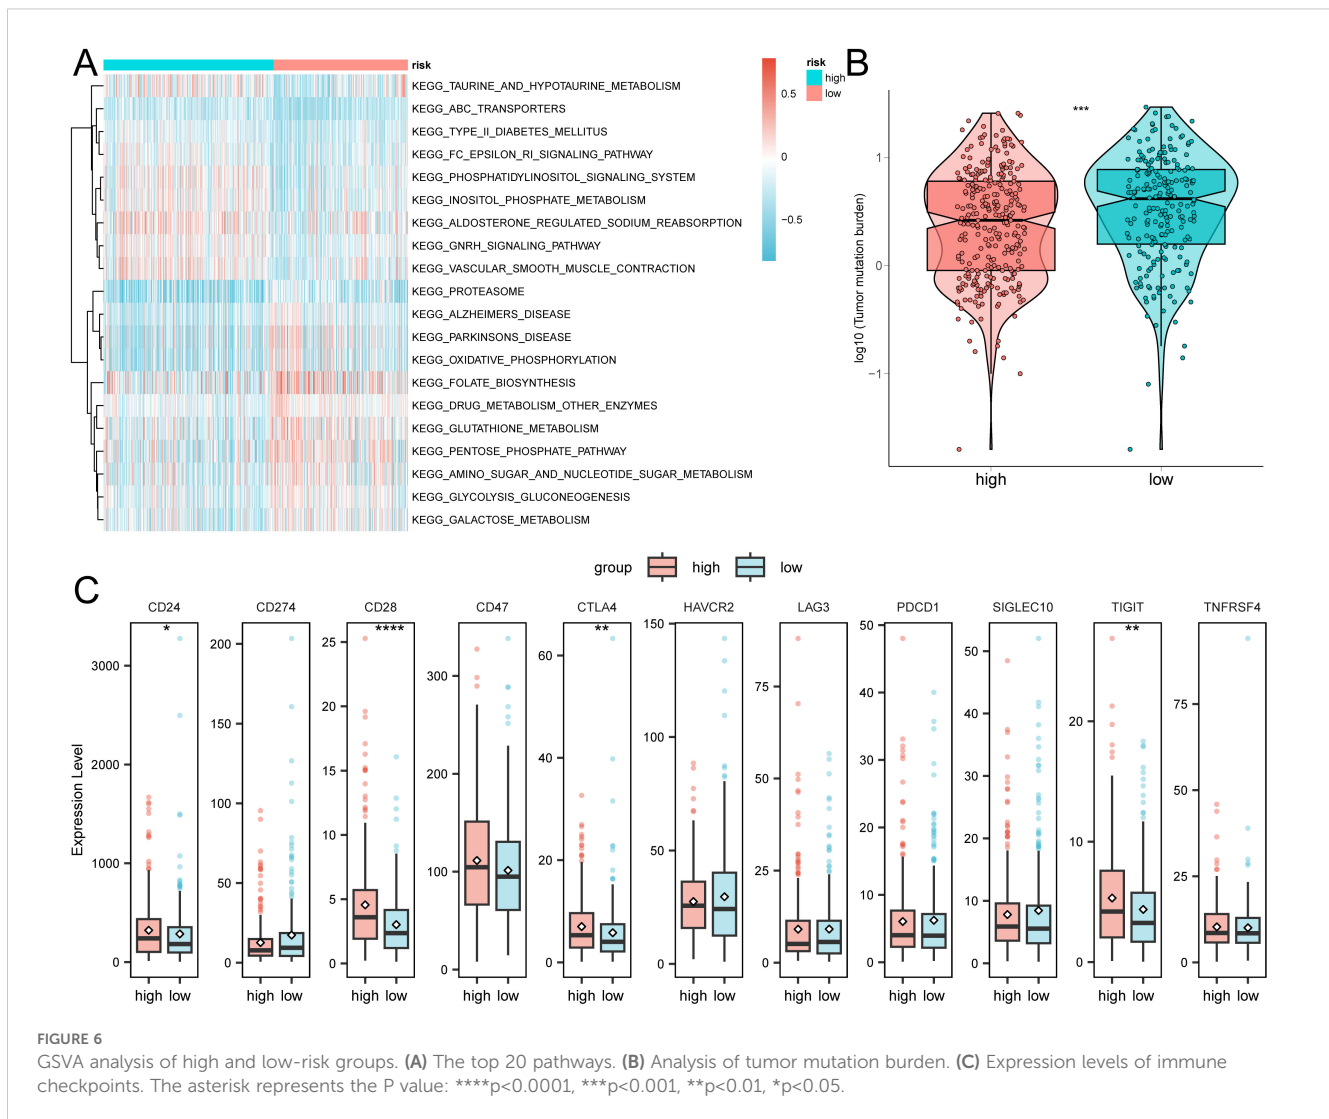 A
risk
KEGG_TAURINE_AND_HYPOTAURINE_METABOLISM
KEGG_ABC_TRANSPORTERS
KEGG_TYPE_II_DIABETES_MELLITUS
KEGG_FC_EPSILON_RI_SIGNALING_PATHWAY
KEGG_PHOSPHATIDYLINOSITOL_SIGNALING_SYSTEM
KEGG_INOSITOL_PHOSPHATE_METABOLISM
KEGG_ALDOSTERONE_REGULATED_SODIUM_REABSORPTION
KEGG_GNRH_SIGNALING_PATHWAY
KEGG_VASCULAR_SMOOTH_MUSCLE_CONTRACTION
KEGG_PROTEASOME
KEGG_ALZHEIMERS_DISEASE
KEGG_PARKINSONS_DISEASE
KEGG_OXIDATIVE_PHOSPHORYLATION
KEGG_FOLATE_BIOSYNTHESIS
KEGG_DRUG_METABOLISM_OTHER_ENZYMES
KEGG_GLUTATHIONE_METABOLISM
KEGG_PENTOSE_PHOSPHATE_PATHWAY
KEGG_AMINO_SUGAR_AND_NUCLEOTIDE_SUGAR_METABOLISM
KEGG_GLYCOLYSIS_GLUCONEOGENESIS
KEGG_GALACTOSE_METABOLISM
0.5
0
−0.5
risk
high
low
B
log10 (Tumor mutation burden)
1
0
−1
***
high low
C
group high low
Expression Level
CD24
*
3000
2000
1000
0
high low
CD274
200
150
100
50
0
high low
CD28
****
25
20
15
10
5
0
high low
CD47
300
200
100
0
high low
CTLA4
**
60
40
20
0
high low
HAVCR2
150
100
50
0
high low
LAG3
75
50
25
0
high low
PDCD1
50
40
30
20
10
0
high low
SIGLEC10
50
40
30
20
10
0
high low
TIGIT
**
20
10
0
high low
TNFRSF4
75
50
25
0
high low
FIGURE 6
GSVA analysis of high and low-risk groups. (A) The top 20 pathways. (B) Analysis of tumor mutation burden. (C) Expression levels of immune
checkpoints. The asterisk represents the P value: ****p<0.0001, ***p<0.001, **p<0.01, *p<0.05.